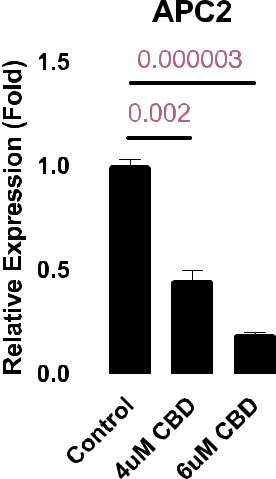 APC2
Relative Expression (Fold)
1.5
1.0
0.5
0.0
0.000003
0.002
Control
4uM CBD
6uM CBD